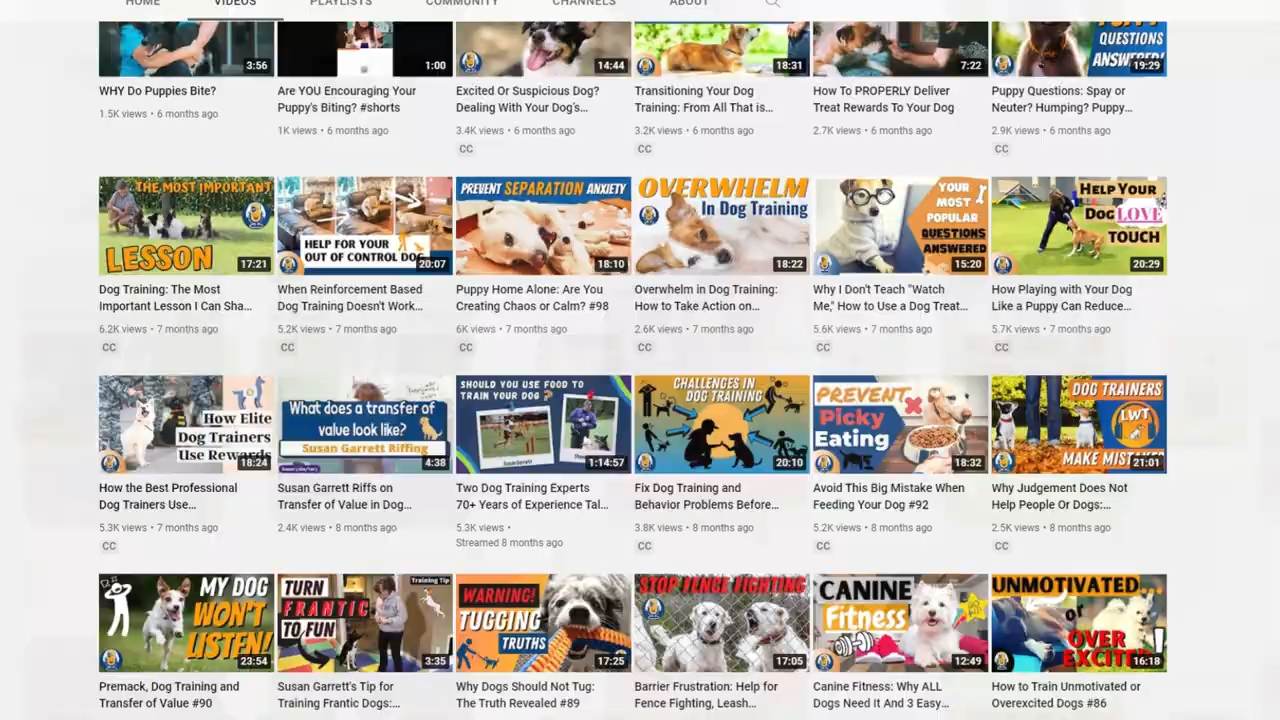 HOME VIDEOS PLAYLISTS COMMUNITY CHANNELS ABOUT
QUESTIONS
ANSWERED!
3:56 1:00 14:44 18:31 7:22 19:29
WHY Do Puppies Bite?
1.5K views • 6 months ago
Are YOU Encouraging Your
Puppy's Biting? #shorts
1K views • 6 months ago
Excited Or Suspicious Dog?
Dealing With Your Dog's...
3.4K views • 6 months ago
CC
Transitioning Your Dog
Training: From All That is...
3.2K views • 6 months ago
CC
How To PROPERLY Deliver
Treat Rewards To Your Dog
2.7K views • 6 months ago
Puppy Questions: Spay or
Neuter? Humping? Puppy...
2.9K views • 6 months ago
CC
THE MOST IMPORTANT
LESSON
17:21
Dog Training: The Most
Important Lesson I Can Sha...
6.2K views • 7 months ago
CC
HELP FOR YOUR
OUT OF CONTROL DOG
20:07
When Reinforcement Based
Dog Training Doesn't Work...
5.2K views • 7 months ago
CC
PREVENT SEPARATION ANXIETY
18:10
Puppy Home Alone: Are You
Creating Chaos or Calm? #98
6K views • 7 months ago
CC
OVERWHELM
In Dog Training
18:22
Overwhelm in Dog Training:
How to Take Action on...
2.6K views • 7 months ago
CC
YOUR
MOST
POPULAR
QUESTIONS
ANSWERED
15:20
Why I Don't Teach "Watch
Me," How to Use a Dog Treat...
5.6K views • 7 months ago
CC
HELP YOUR
Dog LOVE
TOUCH
20:29
How Playing with Your Dog
Like a Puppy Can Reduce...
5.7K views • 7 months ago
CC
How Elite
Dog Trainers
Use Rewards
18:24
How the Best Professional
Dog Trainers Use...
5.3K views • 7 months ago
CC
What does a transfer of
value look like?
Susan Garrett Riffing
4:38
Susan Garrett Riffs on
Transfer of Value in Dog...
2.4K views • 8 months ago
SHOULD YOU USE FOOD TO
TRAIN YOUR DOG?
Susan Garrett
1:14:57
Two Dog Training Experts
70+ Years of Experience Tal...
5.3K views •
Streamed 8 months ago
CHALLENGES IN
DOG TRAINING
20:10
Fix Dog Training and
Behavior Problems Before...
3.8K views • 8 months ago
CC
PREVENT
Picky
Eating
18:32
Avoid This Big Mistake When
Feeding Your Dog #92
5.2K views • 8 months ago
CC
DOG TRAINERS
LWT
MAKE MISTAKES
21:01
Why Judgement Does Not
Help People Or Dogs:...
2.5K views • 8 months ago
CC
MY DOG
WON'T
LISTEN!
23:54
Premack, Dog Training and
Transfer of Value #90
Training Tip
TURN
FRANTIC
TO FUN
3:35
Susan Garrett's Tip for
Training Frantic Dogs:...
WARNING!
TUGGING
TRUTHS
17:25
Why Dogs Should Not Tug:
The Truth Revealed #89
STOP FENCE FIGHTING
17:05
Barrier Frustration: Help for
Fence Fighting, Leash...
CANINE
Fitness
12:49
Canine Fitness: Why ALL
Dogs Need It And 3 Easy...
UNMOTIVATED...
or
OVER
EXCITED!
16:18
How to Train Unmotivated or
Overexcited Dogs #86